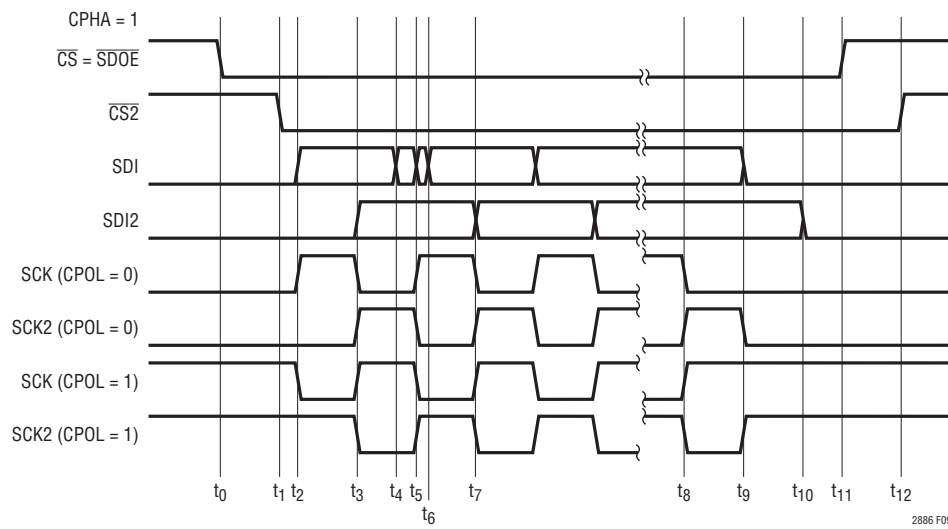 CPHA = 1
CS = SDOE
CS2
SDI
SDI2
SCK (CPOL = 0)
SCK2 (CPOL = 0)
SCK (CPOL = 1)
SCK2 (CPOL = 1)
t0 t1 t2 t3 t4 t5 t6 t7 t8 t9 t10 t11 t12
2886 F09